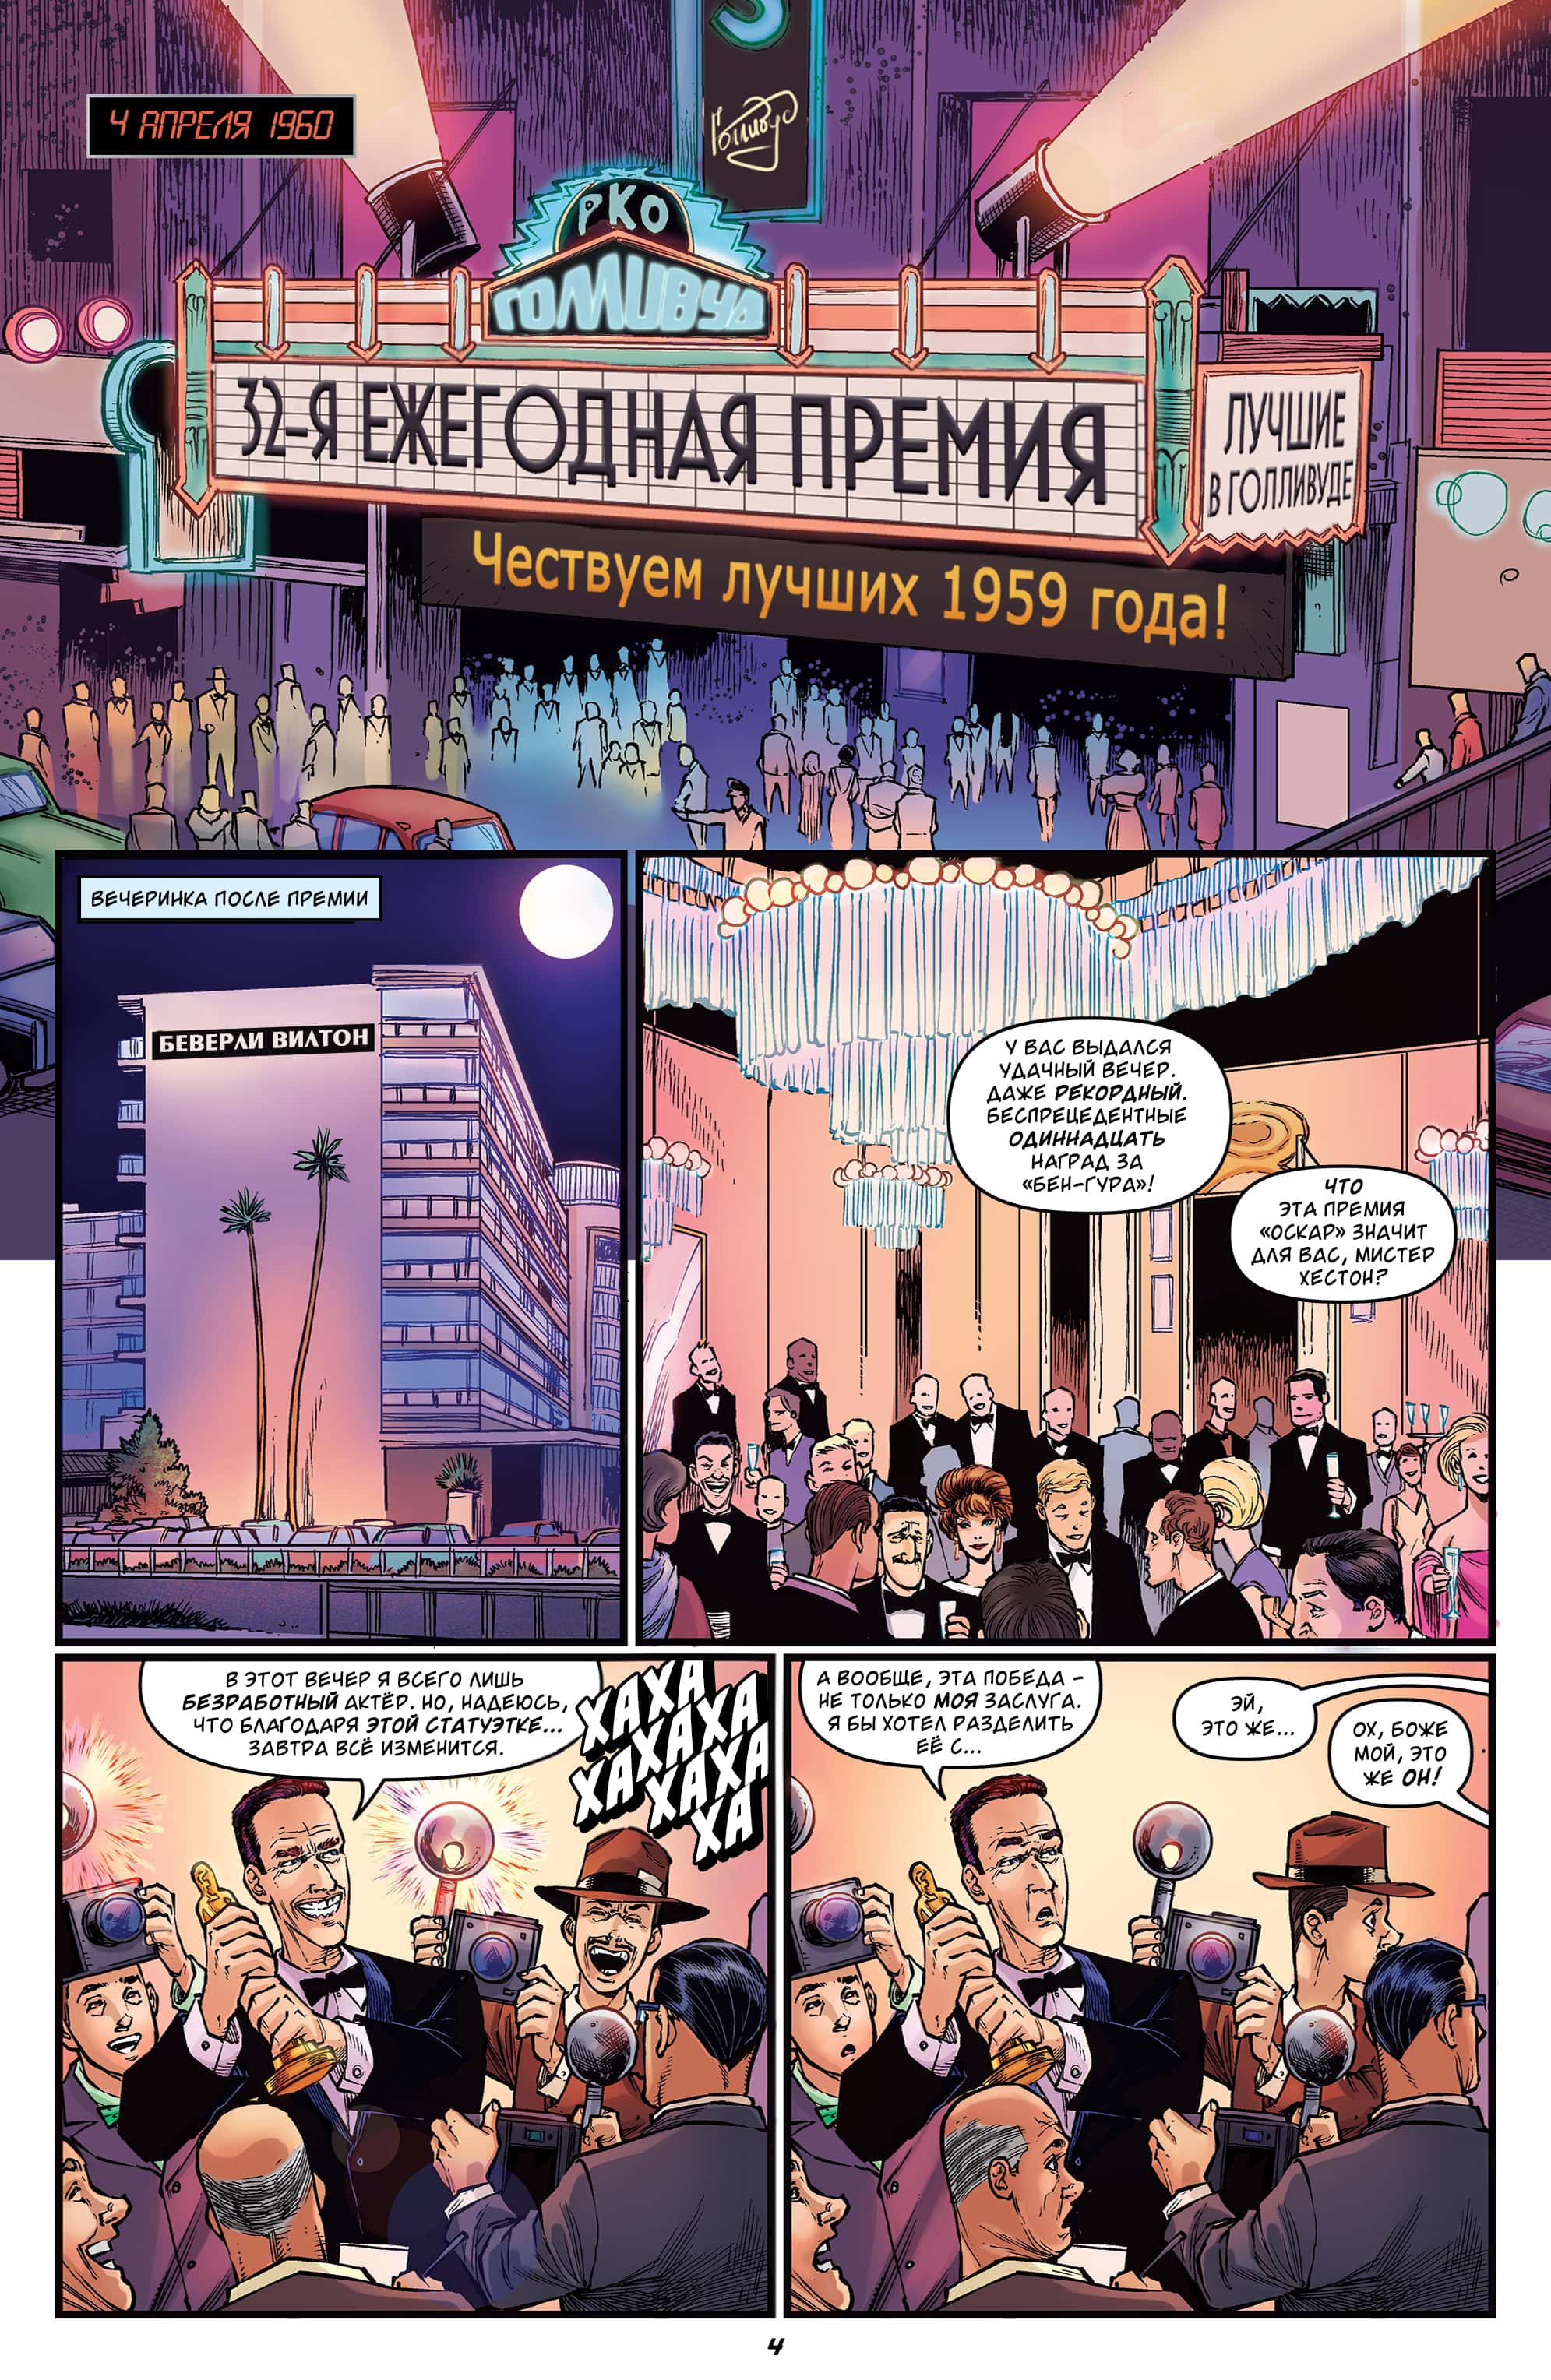 4 АПРЕЛЯ 1960
Голливуд
РКО
ГОЛЛИВУД
32-Я ЕЖЕГОДНАЯ ПРЕМИЯ
ЛУЧШИЕ
В ГОЛЛИВУДЕ
Чествуем лучших 1959 года!
ВЕЧЕРИНКА ПОСЛЕ ПРЕМИИ
БЕВЕРЛИ ВИЛТОН
У ВАС ВЫДАЛСЯ
УДАЧНЫЙ ВЕЧЕР.
ДАЖЕ РЕКОРДНЫЙ.
БЕСПРЕЦЕДЕНТНЫЕ
ОДИННАДЦАТЬ
НАГРАД ЗА
«БЕН-ГУРА»!
ЧТО
ЭТА ПРЕМИЯ
«ОСКАР» ЗНАЧИТ
ДЛЯ ВАС, МИСТЕР
ХЕСТОН?
В ЭТОТ ВЕЧЕР Я ВСЕГО ЛИШЬ
БЕЗРАБОТНЫЙ АКТЁР. НО, НАДЕЮСЬ,
ЧТО БЛАГОДАРЯ ЭТОЙ СТАТУЭТКЕ...
ЗАВТРА ВСЁ ИЗМЕНИТСЯ.
ХАХА
ХАХАХА
ХАХАХА
ХАХА
ХА
А ВООБЩЕ, ЭТА ПОБЕДА –
НЕ ТОЛЬКО МОЯ ЗАСЛУГА.
Я БЫ ХОТЕЛ РАЗДЕЛИТЬ
ЕЁ С...
ЭЙ,
ЭТО ЖЕ...
ОХ, БОЖЕ
МОЙ, ЭТО
ЖЕ ОН!
4